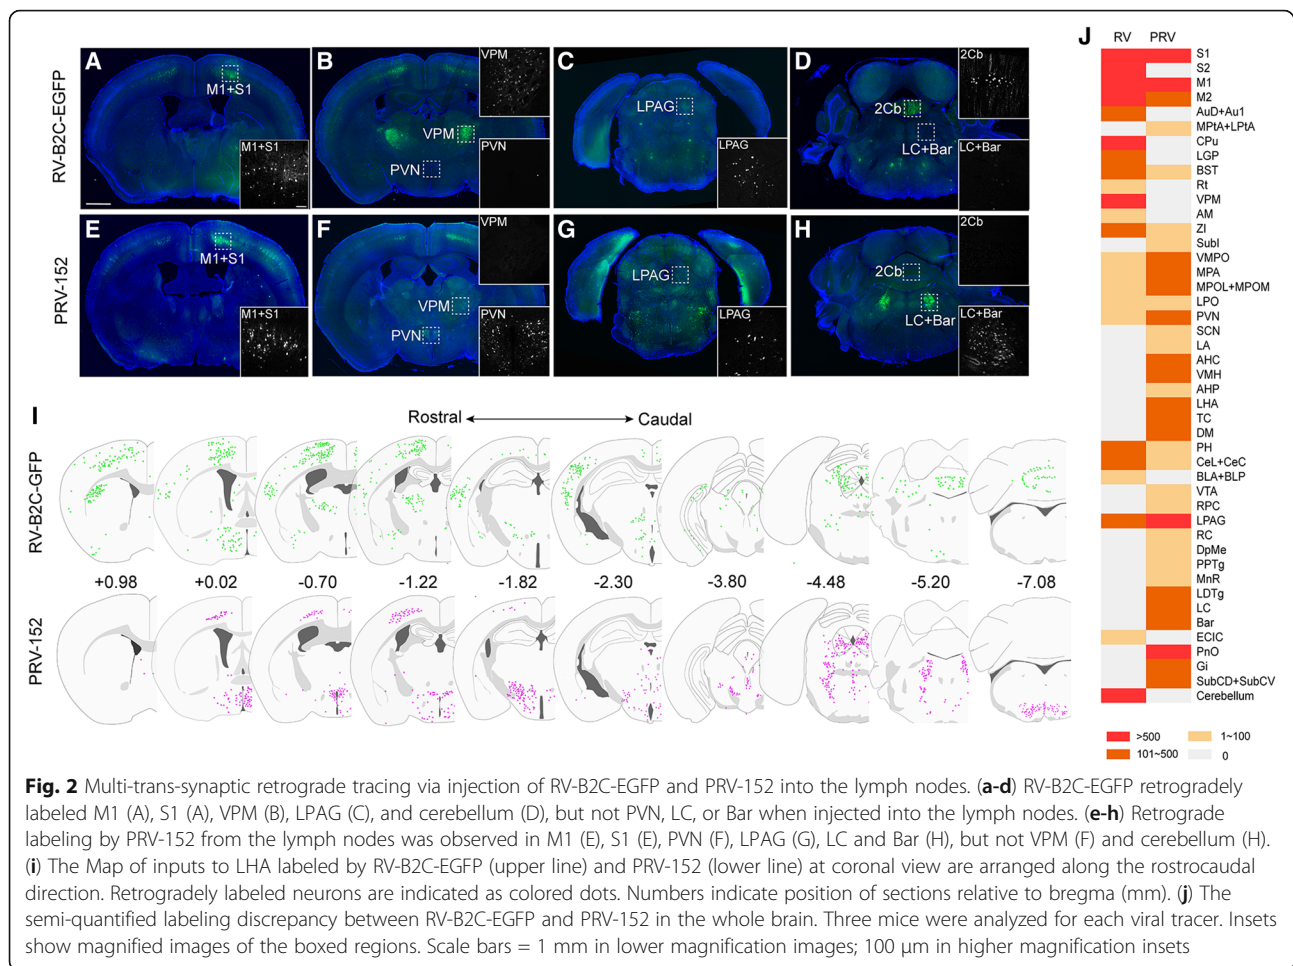 A
B
C
D
E
F
G
H
I
J
RV-B2C-EGFP
PRV-152
M1+S1
M1+S1
VPM
PVN
VPM
PVN
LPAG
LPAG
2Cb
LC+Bar
2Cb
LC+Bar
M1+S1
M1+S1
VPM
PVN
VPM
PVN
LPAG
LPAG
2Cb
LC+Bar
2Cb
LC+Bar
RV PRV
S1
S2
M1
M2
AuD+Au1
MPtA+LPtA
CPu
LGP
BST
Rt
VPM
AM
ZI
SubI
VMPO
MPA
MPOL+MPOM
LPO
PVN
SCN
LA
AHC
VMH
AHP
LHA
TC
DM
PH
CeL+CeC
BLA+BLP
VTA
RPC
LPAG
RC
DpMe
PPTg
MnR
LDTg
LC
Bar
ECIC
PnO
Gi
SubCD+SubCV
Cerebellum
>500
1~100
101~500
0
Rostral Caudal
RV-B2C-GFP
+0.98 +0.02 -0.70 -1.22 -1.82 -2.30 -3.80 -4.48 -5.20 -7.08
PRV-152
Fig. 2 Multi-trans-synaptic retrograde tracing via injection of RV-B2C-EGFP and PRV-152 into the lymph nodes. (a-d) RV-B2C-EGFP retrogradely
labeled M1 (A), S1 (A), VPM (B), LPAG (C), and cerebellum (D), but not PVN, LC, or Bar when injected into the lymph nodes. (e-h) Retrograde
labeling by PRV-152 from the lymph nodes was observed in M1 (E), S1 (E), PVN (F), LPAG (G), LC and Bar (H), but not VPM (F) and cerebellum (H).
(i) The Map of inputs to LHA labeled by RV-B2C-EGFP (upper line) and PRV-152 (lower line) at coronal view are arranged along the rostrocaudal
direction. Retrogradely labeled neurons are indicated as colored dots. Numbers indicate position of sections relative to bregma (mm). (j) The
semi-quantified labeling discrepancy between RV-B2C-EGFP and PRV-152 in the whole brain. Three mice were analyzed for each viral tracer. Insets
show magnified images of the boxed regions. Scale bars = 1 mm in lower magnification images; 100 μm in higher magnification insets